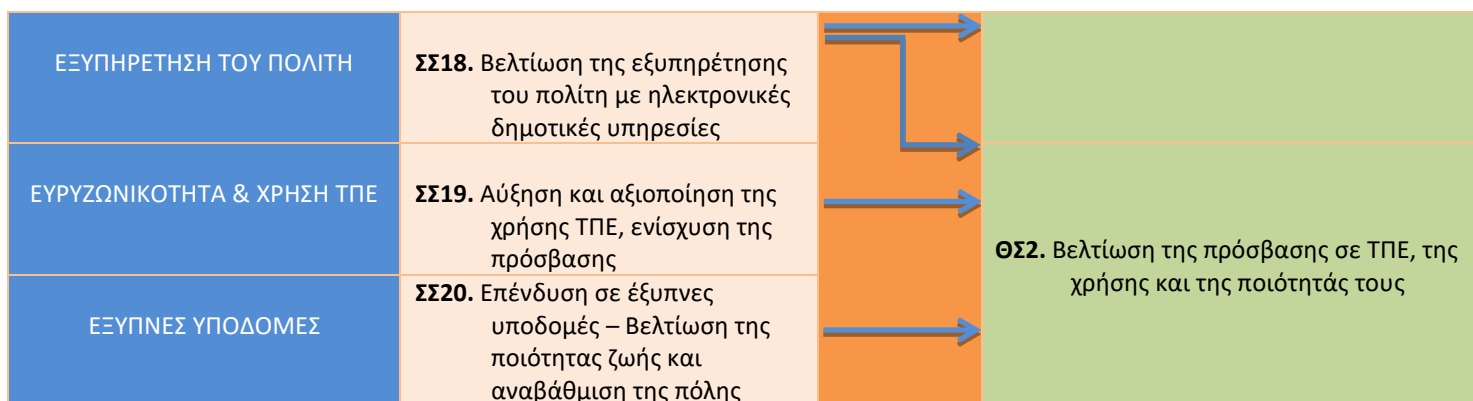 ΕΞΥΠΗΡΕΤΗΣΗ ΤΟΥ ΠΟΛΙΤΗ
ΣΣ18. Βελτίωση της εξυπηρέτησης
του πολίτη με ηλεκτρονικές
δημοτικές υπηρεσίες
ΕΥΡΥΖΩΝΙΚΟΤΗΤΑ & ΧΡΗΣΗ ΤΠΕ
ΣΣ19. Αύξηση και αξιοποίηση της
χρήσης ΤΠΕ, ενίσχυση της
πρόσβασης
ΕΞΥΠΝΕΣ ΥΠΟΔΟΜΕΣ
ΣΣ20. Επένδυση σε έξυπνες
υποδομές – Βελτίωση της
ποιότητας ζωής και
αναβάθμιση της πόλης
ΘΣ2. Βελτίωση της πρόσβασης σε ΤΠΕ, της
χρήσης και της ποιότητάς τους